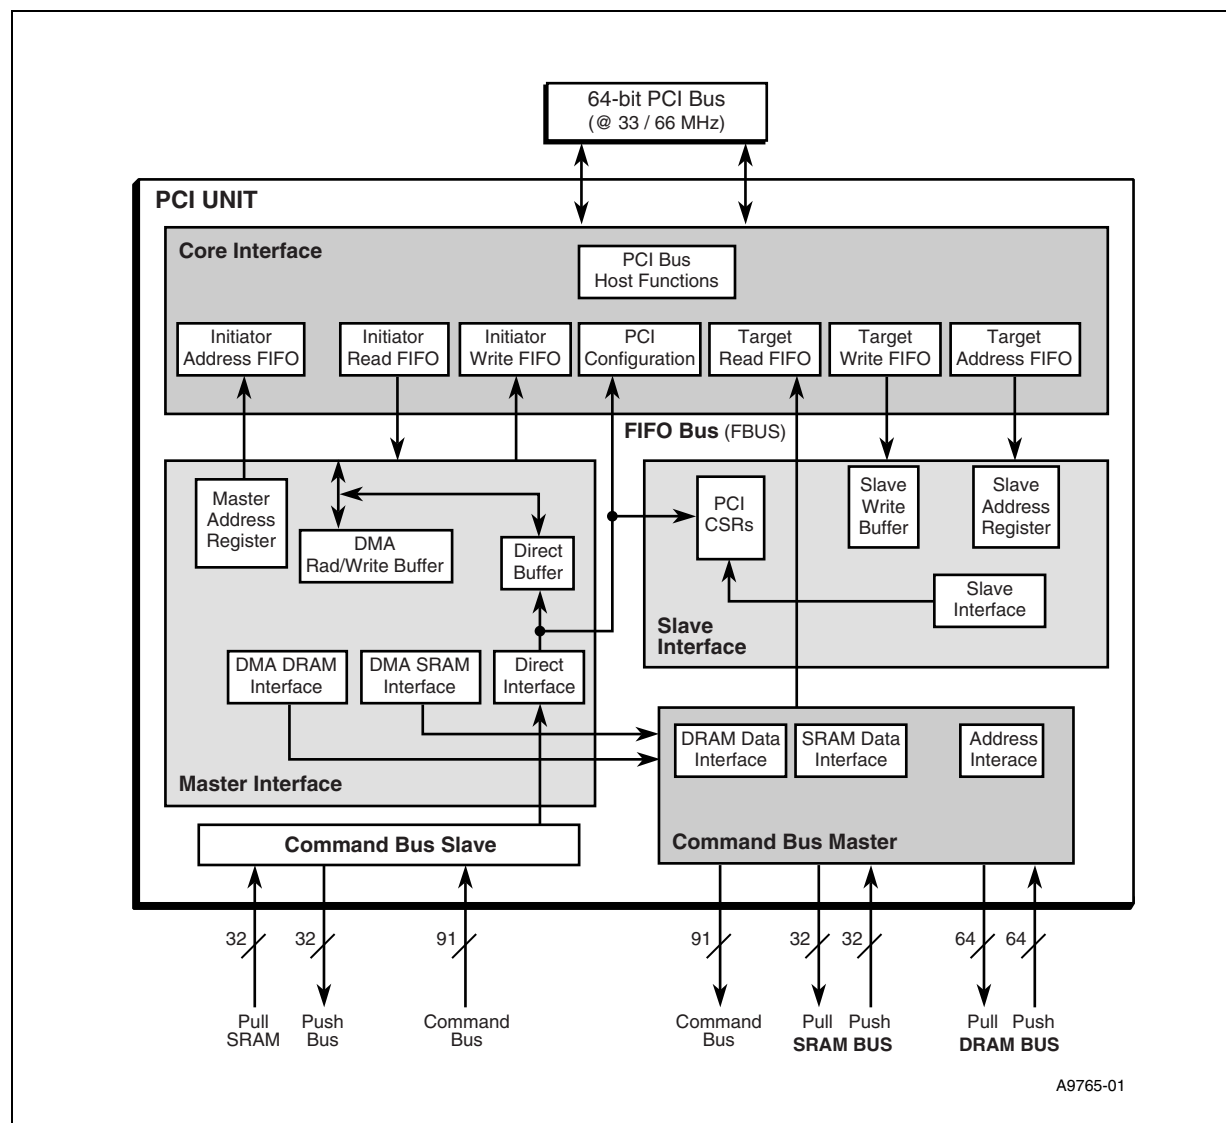 64-bit PCI Bus
(@ 33 / 66 MHz)
PCI UNIT
Core Interface
PCI Bus
Host Functions
Initiator
Address FIFO
Initiator
Read FIFO
Initiator
Write FIFO
PCI
Configuration
Target
Read FIFO
Target
Write FIFO
Target
Address FIFO
FIFO Bus (FBUS)
Master
Address
Register
DMA
Rad/Write Buffer
Direct
Buffer
PCI
CSRs
Slave
Write
Buffer
Slave
Address
Register
Slave
Interface
Slave
Interface
DMA DRAM
Interface
DMA SRAM
Interface
Direct
Interface
Master Interface
DRAM Data
Interface
SRAM Data
Interface
Address
Interace
Command Bus Master
Command Bus Slave
32
32
91
91
32
32
64
64
Pull
SRAM
Push
Bus
Command
Bus
Command
Bus
Pull Push
SRAM BUS
Pull Push
DRAM BUS
A9765-01